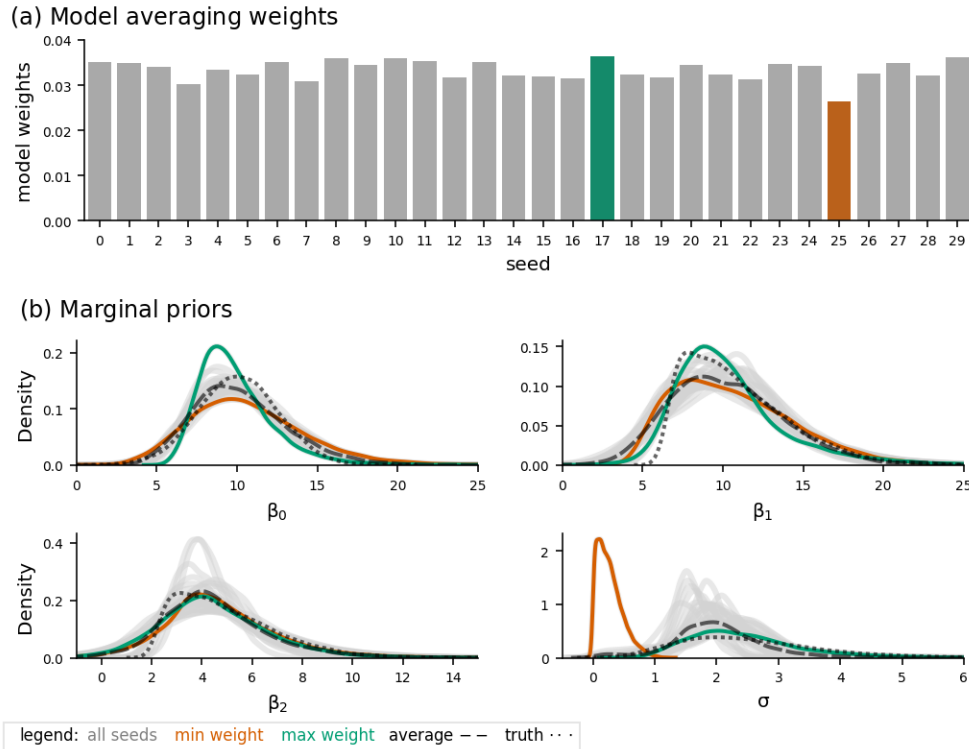 (a) Model averaging weights
model weights
0.04
0.03
0.02
0.01
0.00
0 1 2 3 4 5 6 7 8 9 10 11 12 13 14 15 16 17 18 19 20 21 22 23 24 25 26 27 28 29
seed
(b) Marginal priors
Density
0.2
0.1
0.0
0 5 10 15 20 25
β0
0.15
0.10
0.05
0.00
0 5 10 15 20 25
β1
Density
0.4
0.2
0.0
0 2 4 6 8 10 12 14
β2
2
1
0
0 1 2 3 4 5 6
σ
legend: all seeds min weight max weight average – – truth · · ·